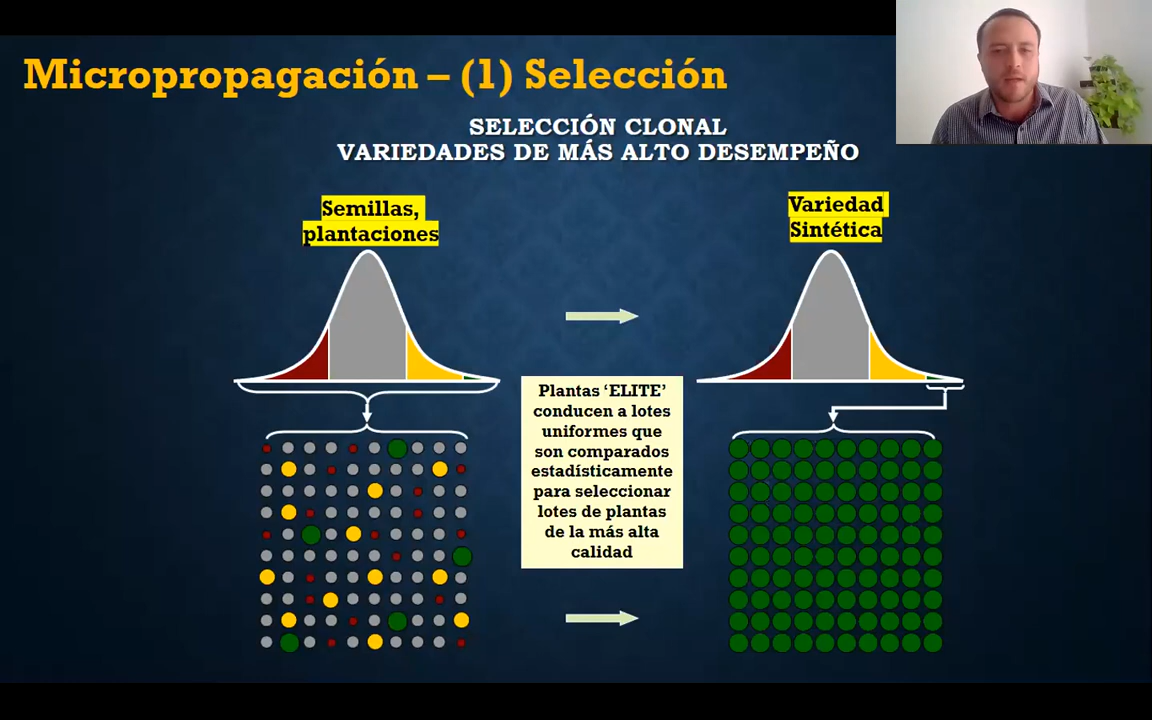 Micropropagación – (1) Selección
SELECCIÓN CLONAL
VARIEDADES DE MÁS ALTO DESEMPEÑO
Semillas,
plantaciones
Variedad
Sintética
Plantas ‘ELITE’
conducen a lotes
uniformes que
son comparados
estadísticamente
para seleccionar
lotes de plantas
de la más alta
calidad